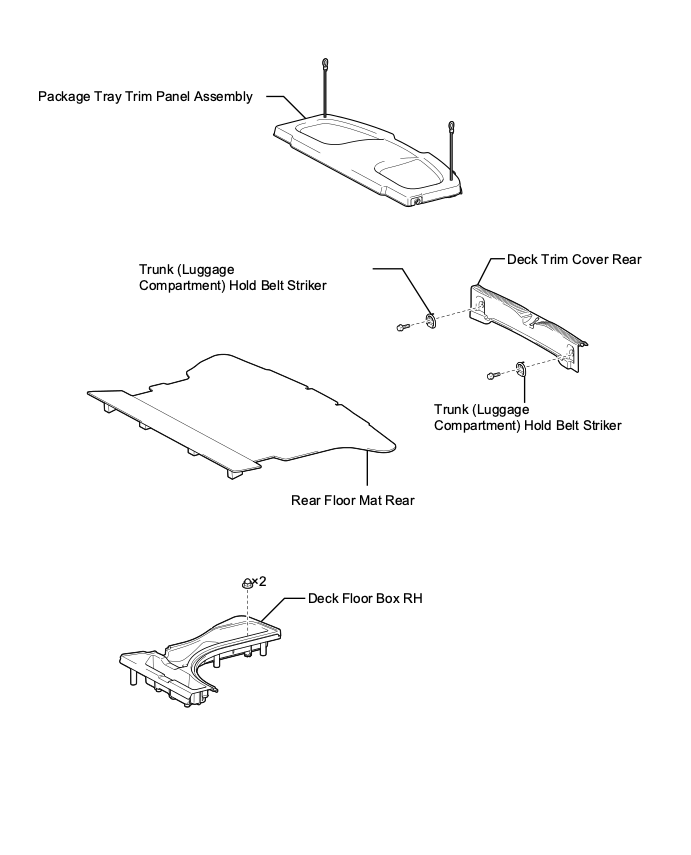 Package Tray Trim Panel Assembly
Deck Trim Cover Rear
Trunk (Luggage
Compartment) Hold Belt Striker
Trunk (Luggage
Compartment) Hold Belt Striker
Rear Floor Mat Rear
×2
Deck Floor Box RH